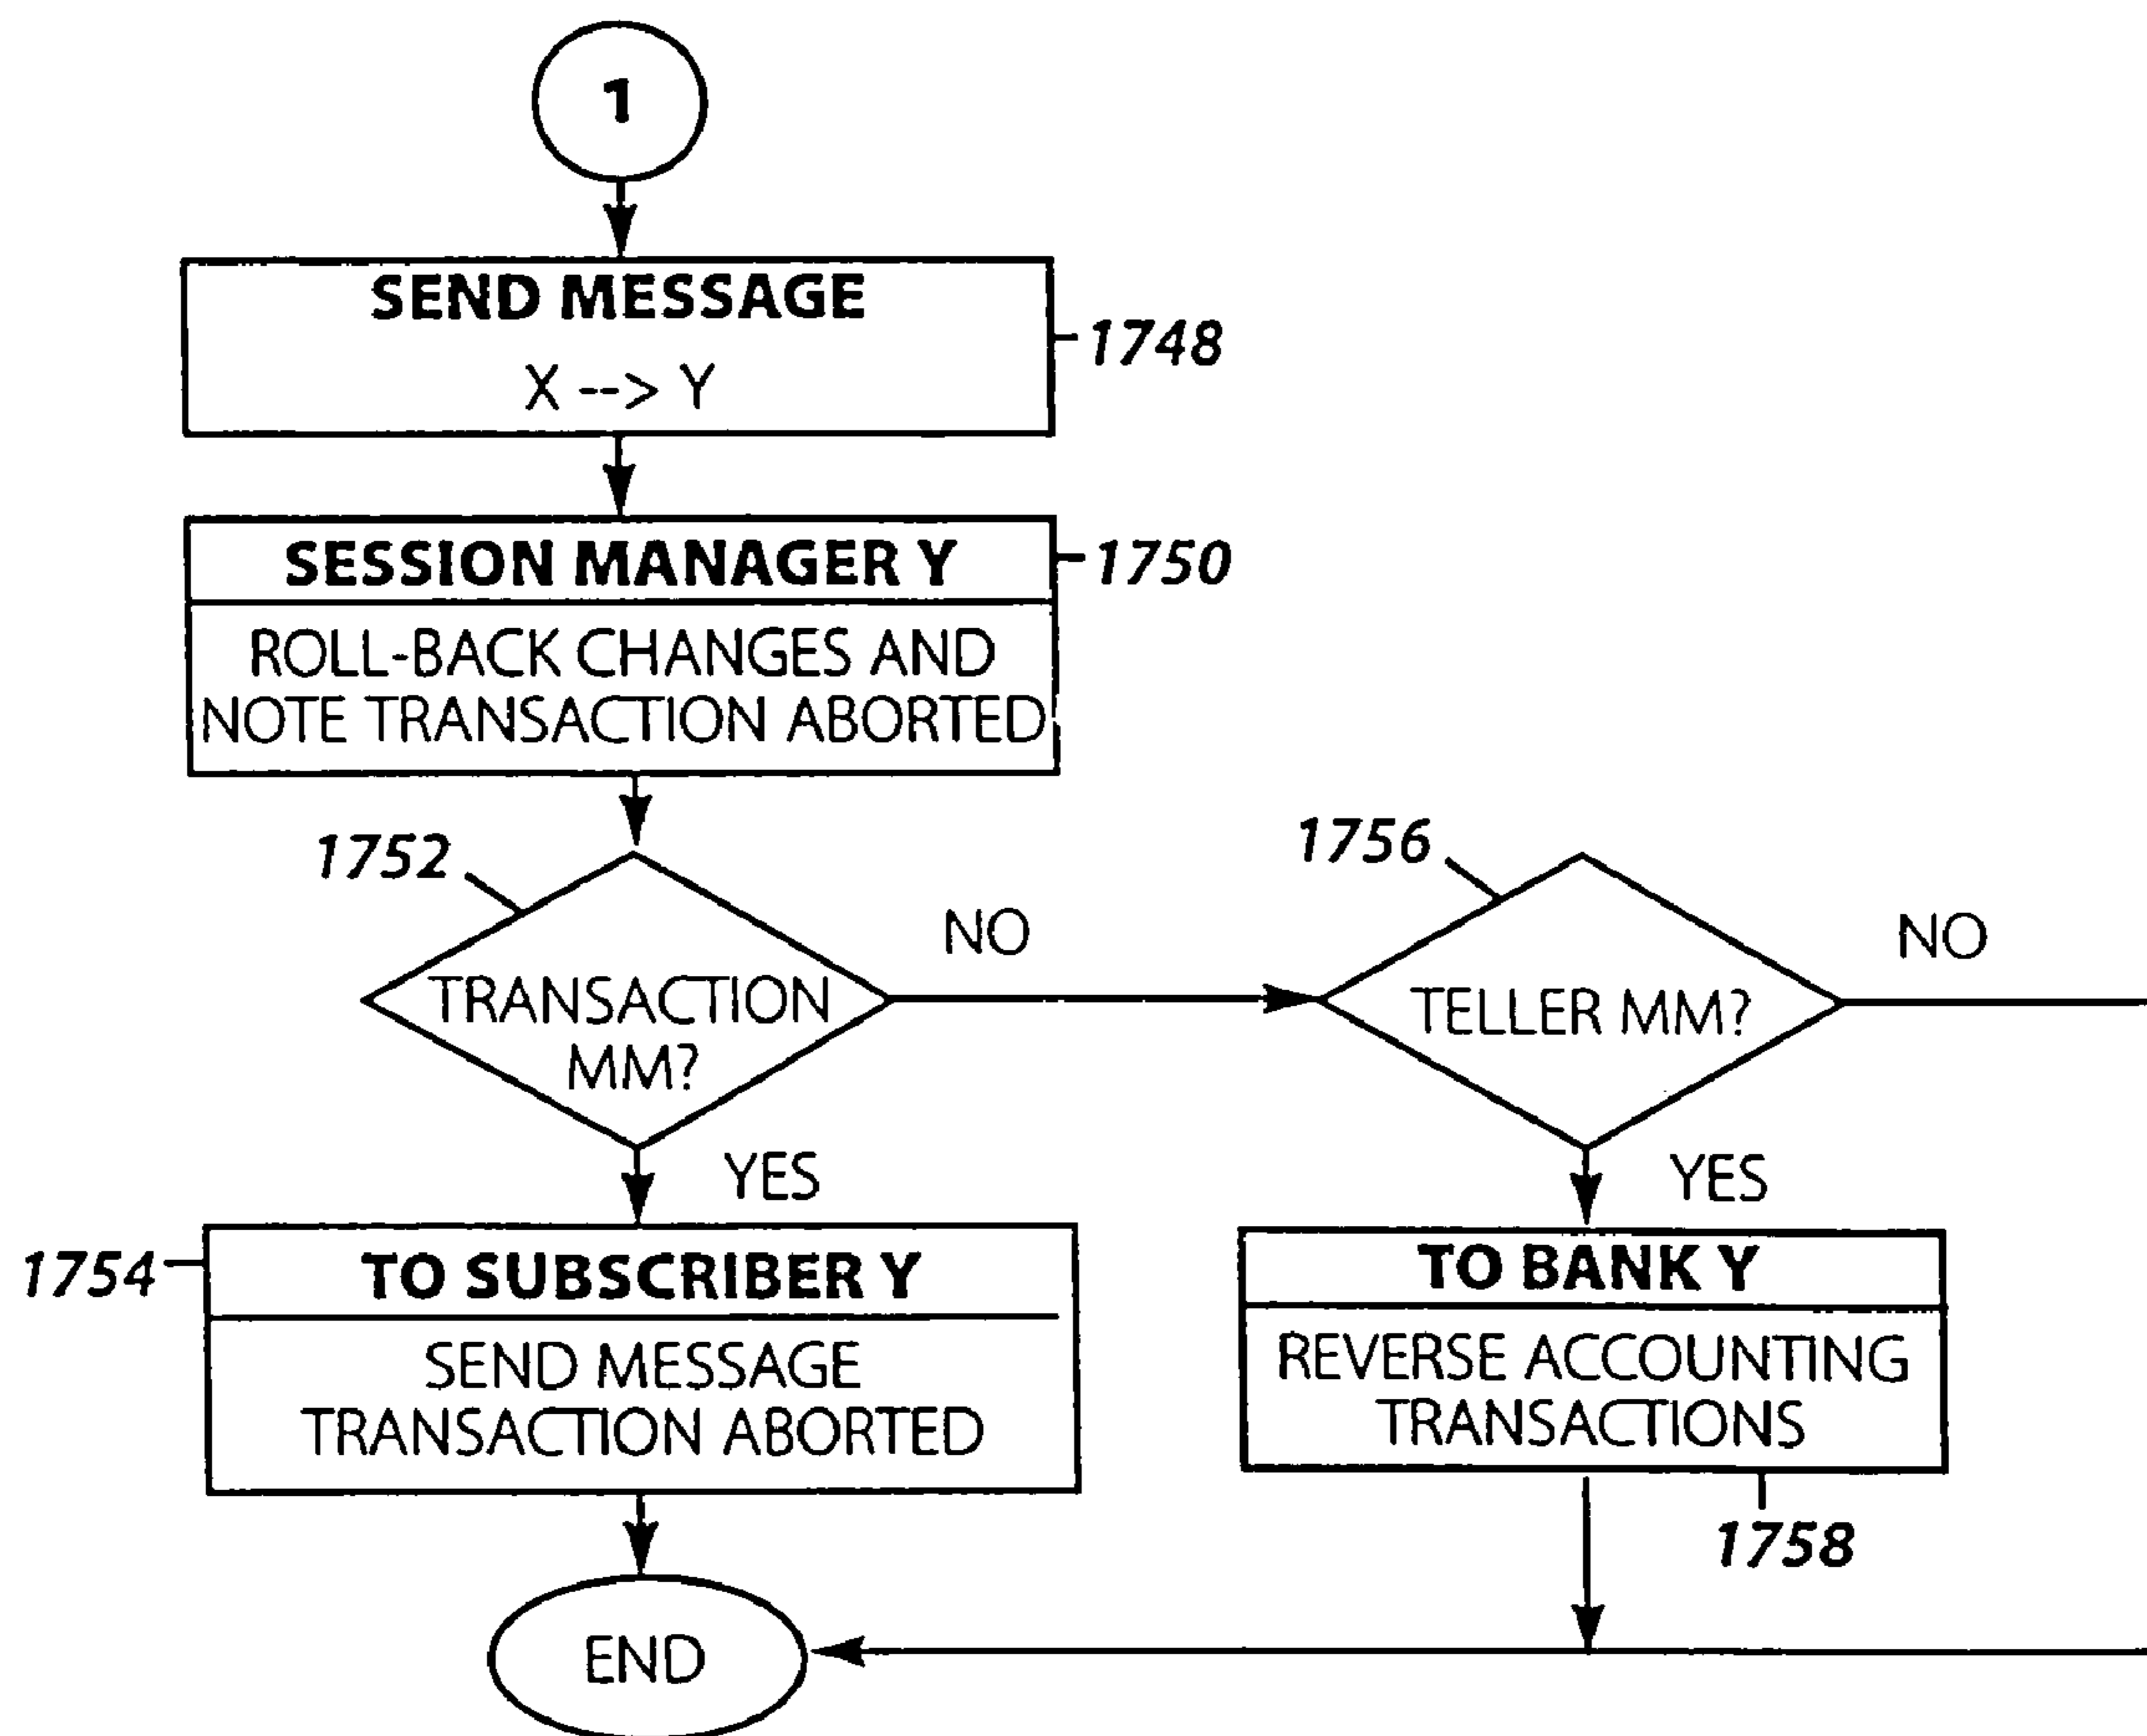 1
SEND MESSAGE
X --> Y
1748
SESSION MANAGER Y
1750
ROLL-BACK CHANGES AND
NOTE TRANSACTION ABORTED
1752
TRANSACTION
MM?
NO
1756
TELLER MM?
NO
YES
YES
1754
TO SUBSCRIBER Y
SEND MESSAGE
TRANSACTION ABORTED
TO BANK Y
REVERSE ACCOUNTING
TRANSACTIONS
1758
END